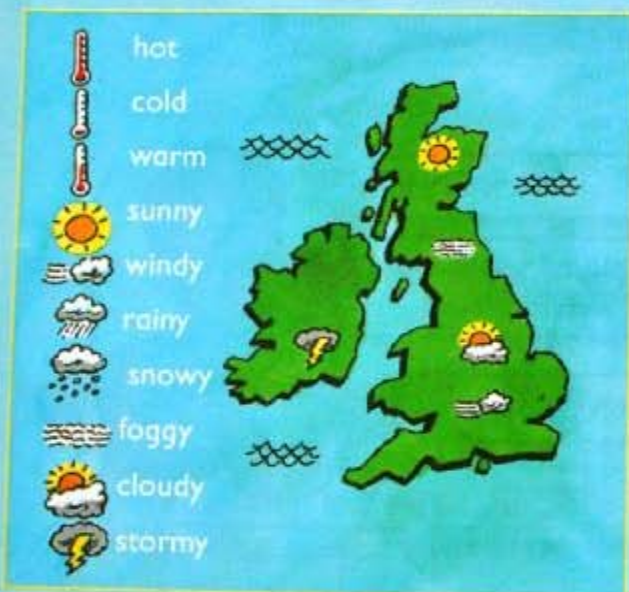 hot
cold
warm
sunny
windy
rainy
snowy
foggy
cloudy
stormy